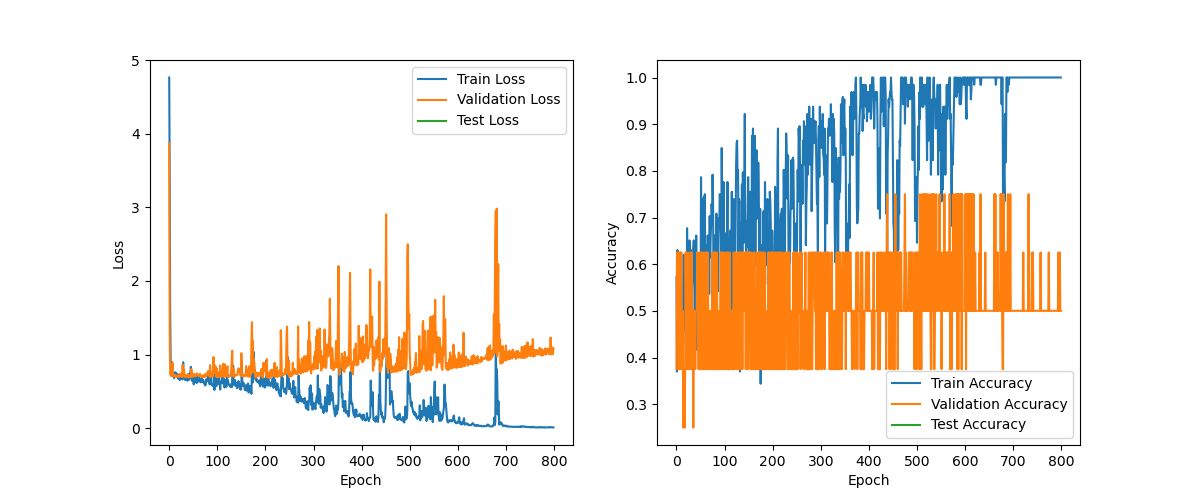 5
4
3
2
1
0
Loss
0 100 200 300 400 500 600 700 800
Epoch
Train Loss
Validation Loss
Test Loss
1.0
0.9
0.8
0.7
0.6
0.5
0.4
0.3
Accuracy
0 100 200 300 400 500 600 700 800
Epoch
Train Accuracy
Validation Accuracy
Test Accuracy